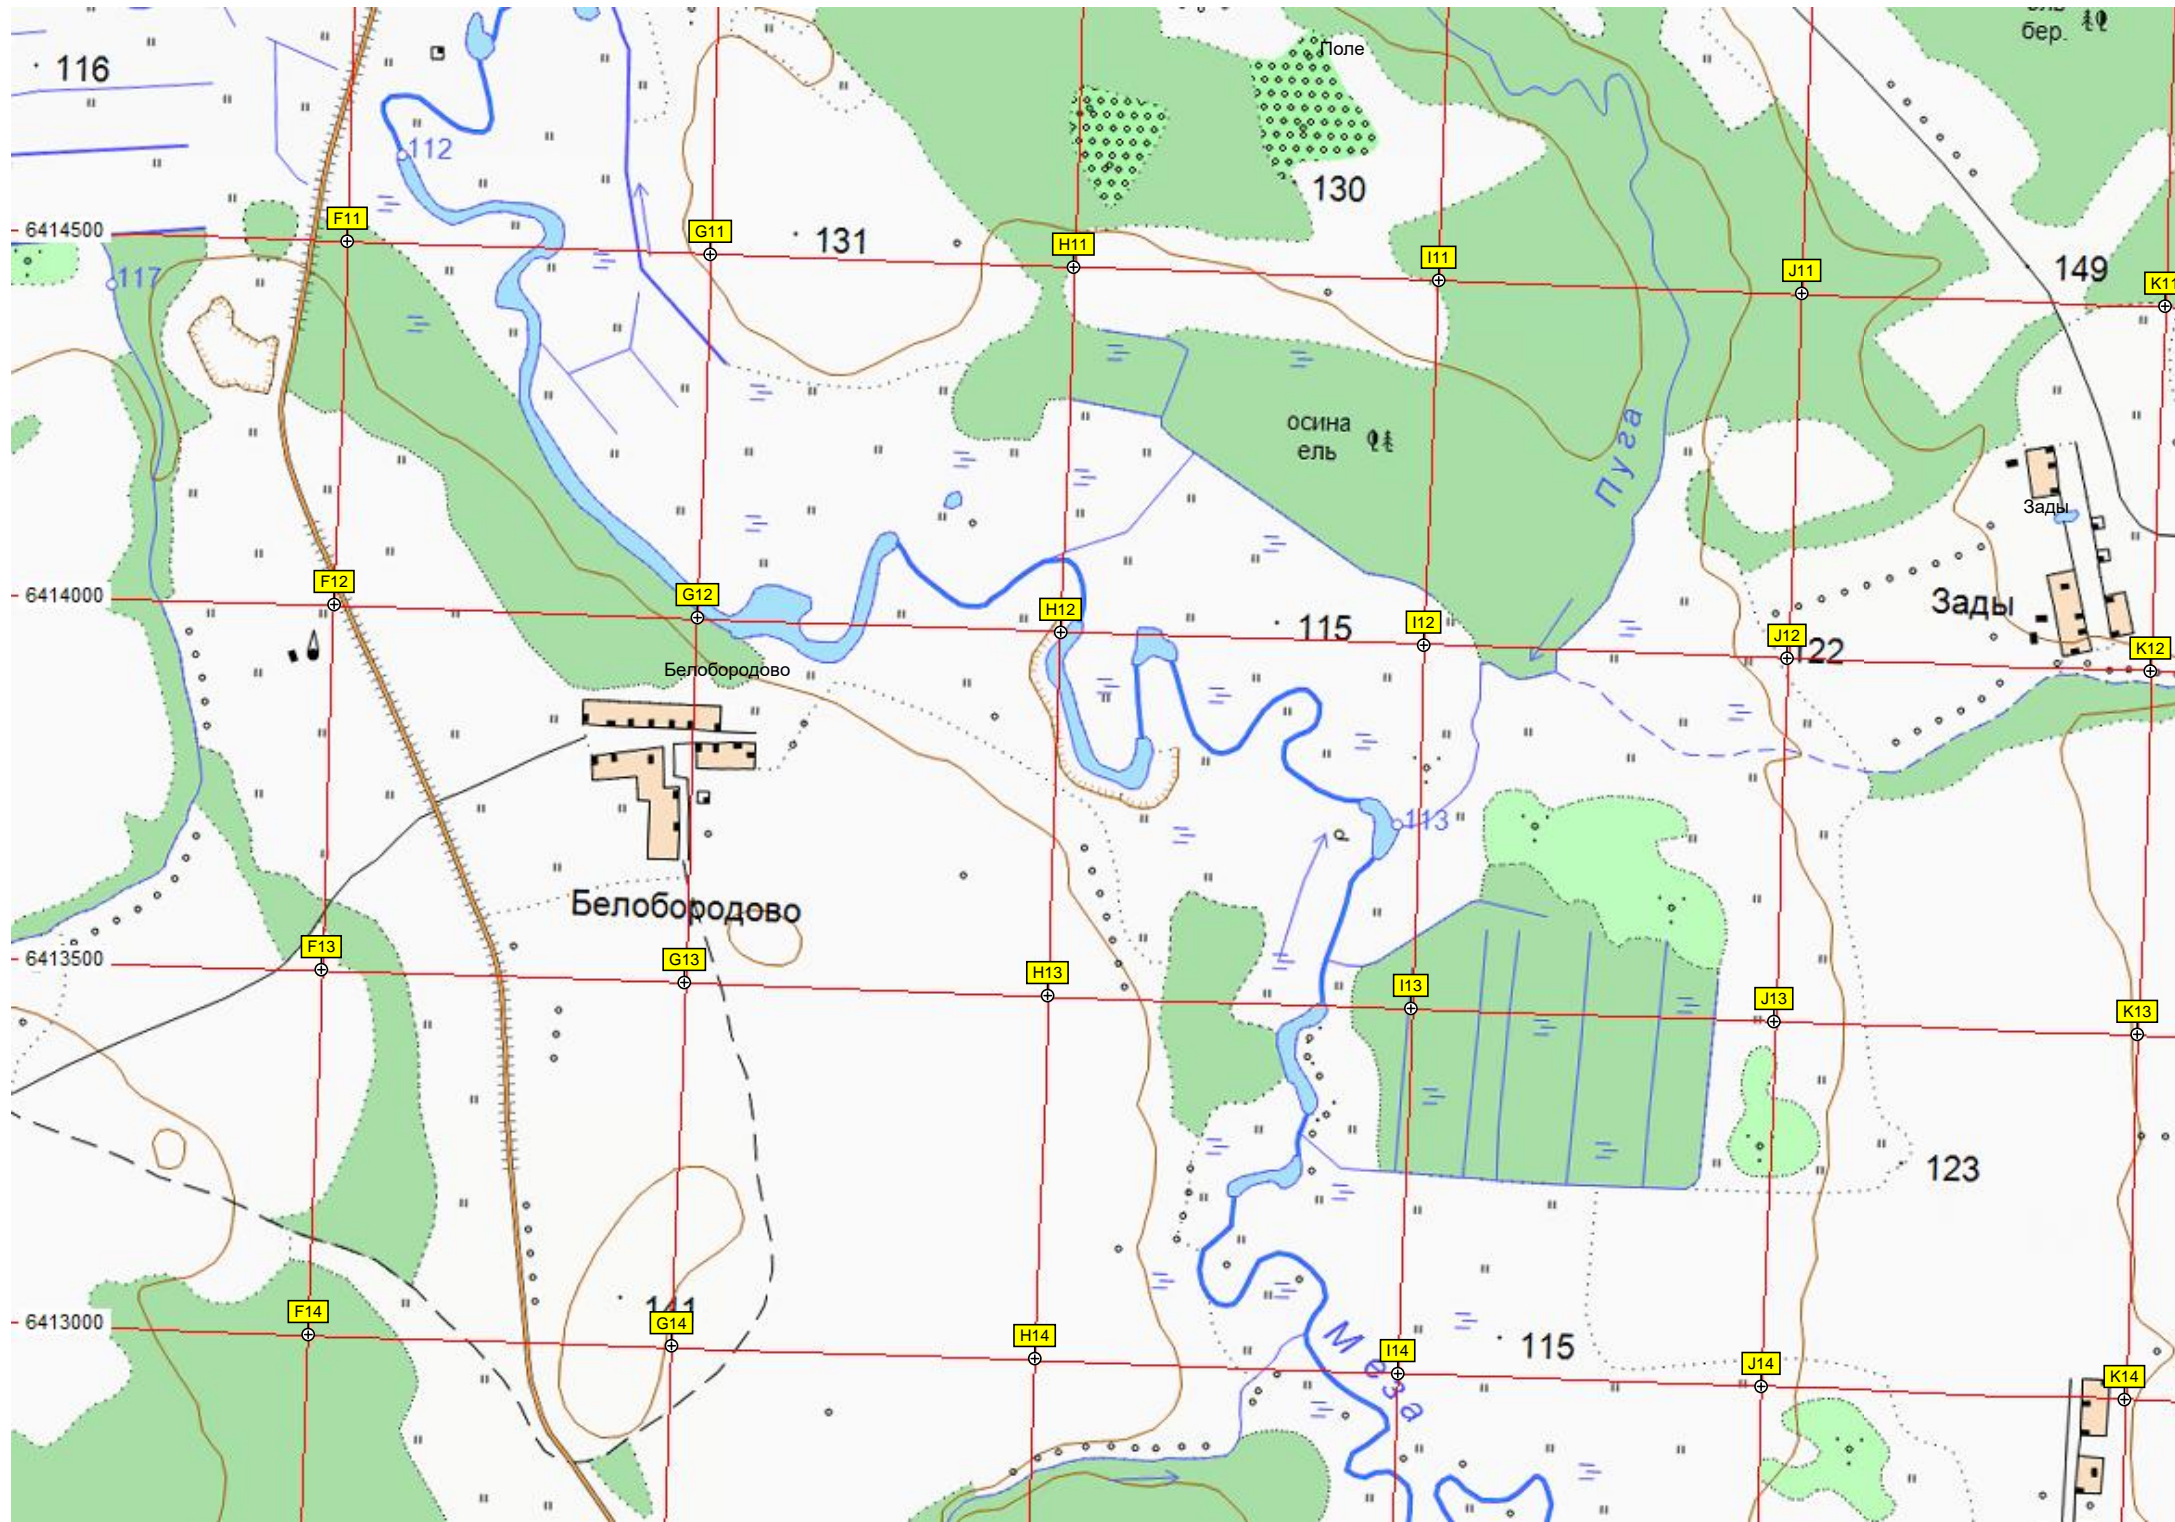 бер.
Поле
116
112
130
F11
G11
131
H11
I11
J11
149
K11
6414500
117
осина
ель
Пуга
Зады
F12
G12
H12
I12
J12
122
K12
6414000
115
Зады
Белобородово
113
Белобородово
F13
G13
H13
I13
J13
K13
6413500
123
F14
141
G14
H14
I14
J14
K14
6413000
Меза
115